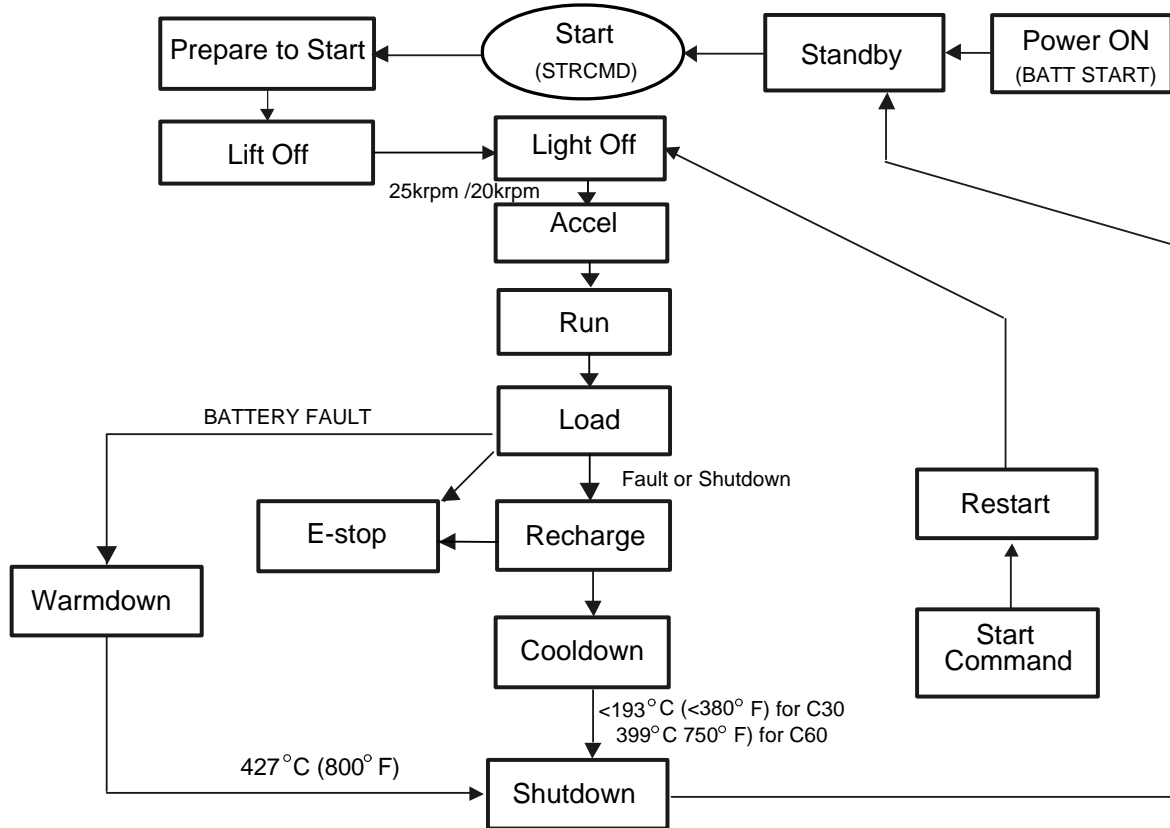 Prepare to Start
Start
(STRCMD)
Standby
Power ON
(BATT START)
Lift Off
Light Off
25krpm /20krpm
Accel
Run
BATTERY FAULT
Load
Fault or Shutdown
E-stop
Recharge
Restart
Warmdown
Cooldown
Start
Command
<193°C (<380° F) for C30
399°C 750° F) for C60
427°C (800° F)
Shutdown